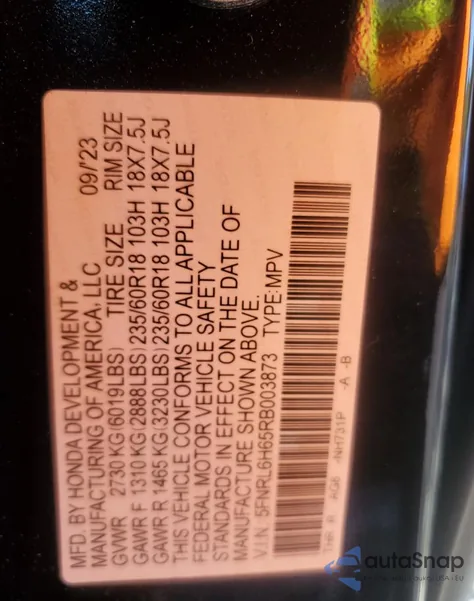 MFD. BY HONDA DEVELOPMENT &
MANUFACTURING OF AMERICA, LLC 09/'23
GVWR 2730 KG(6019LBS) TIRE SIZE RIM SIZE
GAWR F 1310 KG(2888LBS) 235/60R18 103H 18X7.5J
GAWR R 1465 KG(3230LBS) 235/60R18 103H 18X7.5J
THIS VEHICLE CONFORMS TO ALL APPLICABLE
FEDERAL MOTOR VEHICLE SAFETY
STANDARDS IN EFFECT ON THE DATE OF
MANUFACTURE SHOWN ABOVE.
V.I.N: 5FNRL6H65RB003873 TYPE:MPV
NH731P -A -B
autaSnap